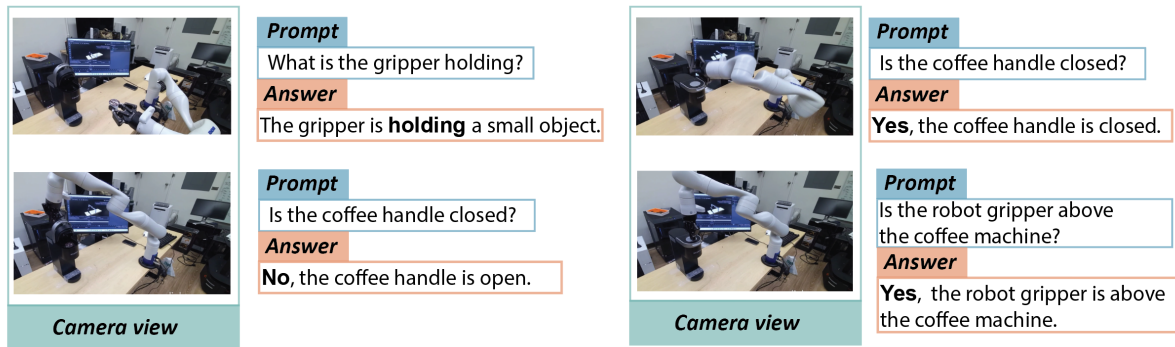 Prompt
What is the gripper holding?
Answer
The gripper is holding a small object.
Prompt
Is the coffee handle closed?
Answer
No, the coffee handle is open.
Camera view
Prompt
Is the coffee handle closed?
Answer
Yes, the coffee handle is closed.
Prompt
Is the robot gripper above
the coffee machine?
Answer
Yes, the robot gripper is above
the coffee machine.
Camera view